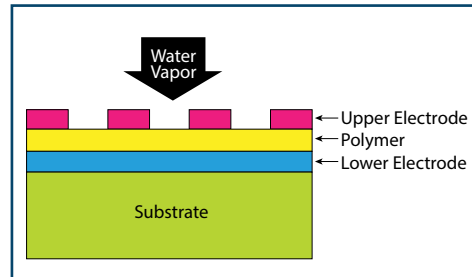 Water
Vapor
Upper Electrode
Polymer
Lower Electrode
Substrate